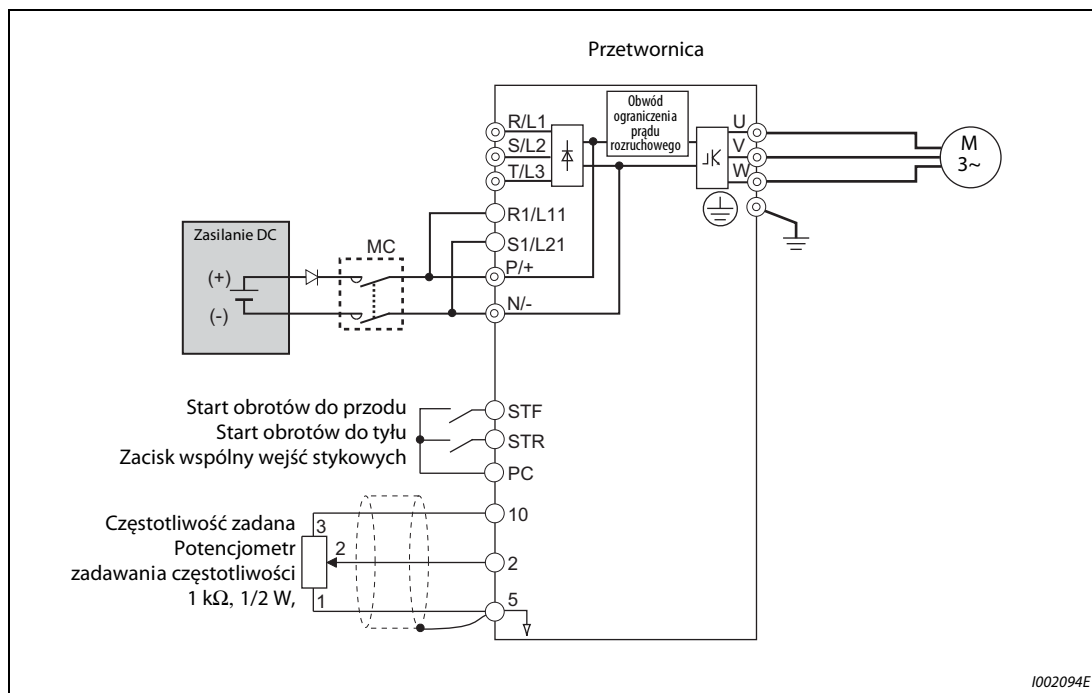 Przetwornica
Obwód
ograniczenia
prądu
rozruchowego
R/L1
S/L2
T/L3
U
V
W
M
3~
R1/L11
S1/L21
P/+
N/-
Zasilanie DC
(+)
(-)
MC
Start obrotów do przodu
Start obrotów do tyłu
Zacisk wspólny wejść stykowych
STF
STR
PC
Częstotliwość zadana
Potencjometr
zadawania częstotliwości
1 kΩ, 1/2 W,
3
2
1
10
2
5
I002094E